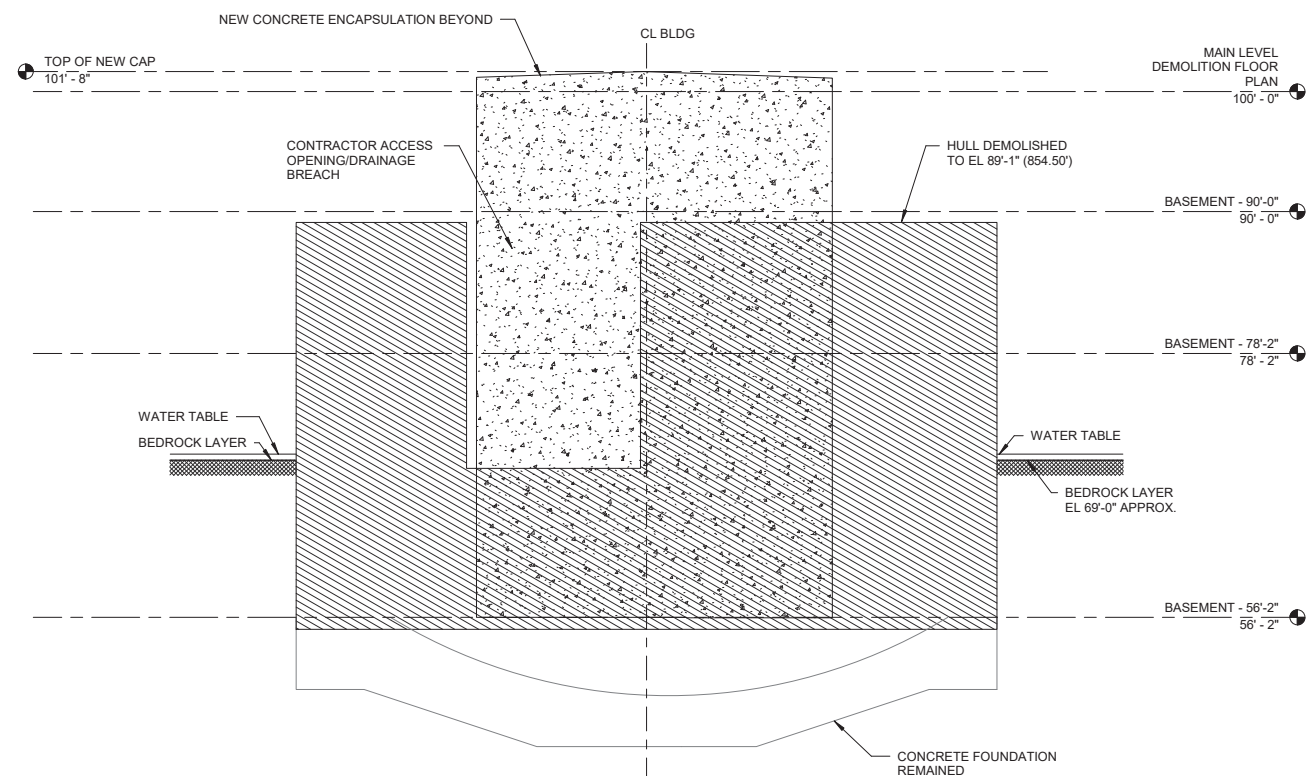 NEW CONCRETE ENCAPSULATION BEYOND
CL BLDG
TOP OF NEW CAP
101' - 8"
MAIN LEVEL
DEMOLITION FLOOR
PLAN
100' - 0"
CONTRACTOR ACCESS
OPENING/DRAINAGE
BREACH
HULL DEMOLISHED
TO EL 89'-1" (854.50')
BASEMENT - 90'-0"
90' - 0"
BASEMENT - 78'-2"
78' - 2"
WATER TABLE
BEDROCK LAYER
WATER TABLE
BEDROCK LAYER
EL 69'-0" APPROX.
BASEMENT - 56'-2"
56' - 2"
CONCRETE FOUNDATION
REMAINED